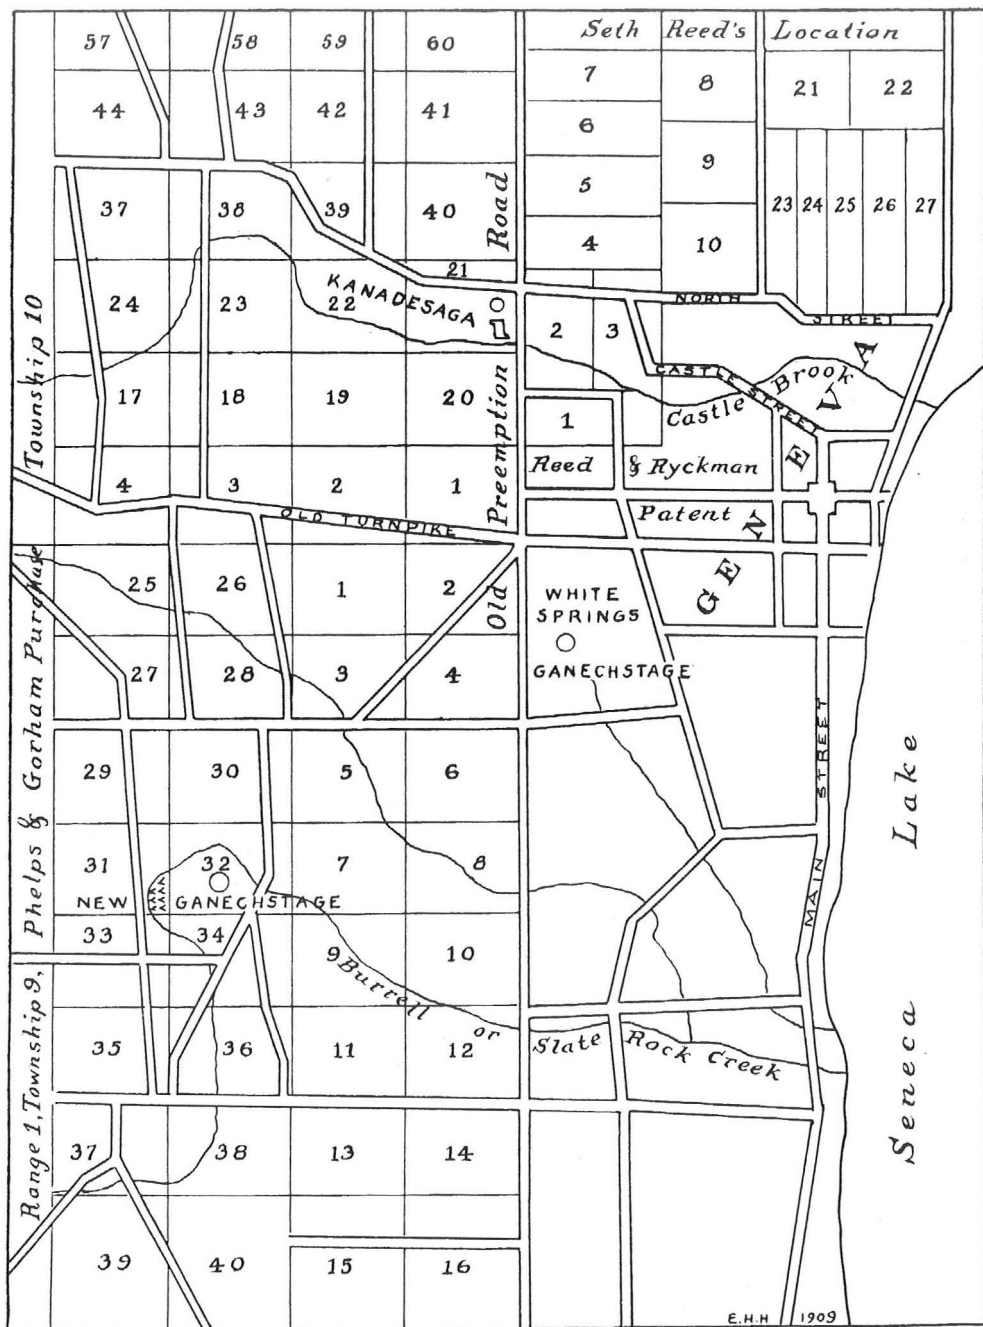 Seth Reed's Location
57 58 59 60
7 8 21 22
44 43 42 41
6
9
5
37 38 39 40
4 10 23 24 25 26 27
21
24 23 22
KANADESAGA
2 3
NORTH STREET
CASTLE STREET
Castle Brook
17 18 19 20
1
Reed & Ryckman
Patent
GENEVA
4 3 2 1
OLD TURNPIKE
Old Preemption Road
25 26 1 2
WHITE
SPRINGS
GANECHSTAGE
27 28 3 4
29 30 5 6
31 32 7 8
NEW GANECHSTAGE
33 34 9 10
Burrell or Slate Rock Creek
35 36 11 12
37 38 13 14
39 40 15 16
MAIN STREET
Seneca Lake
Range 1, Township 9, Phelps & Gorham Purchase Township 10
E.H.H 1909